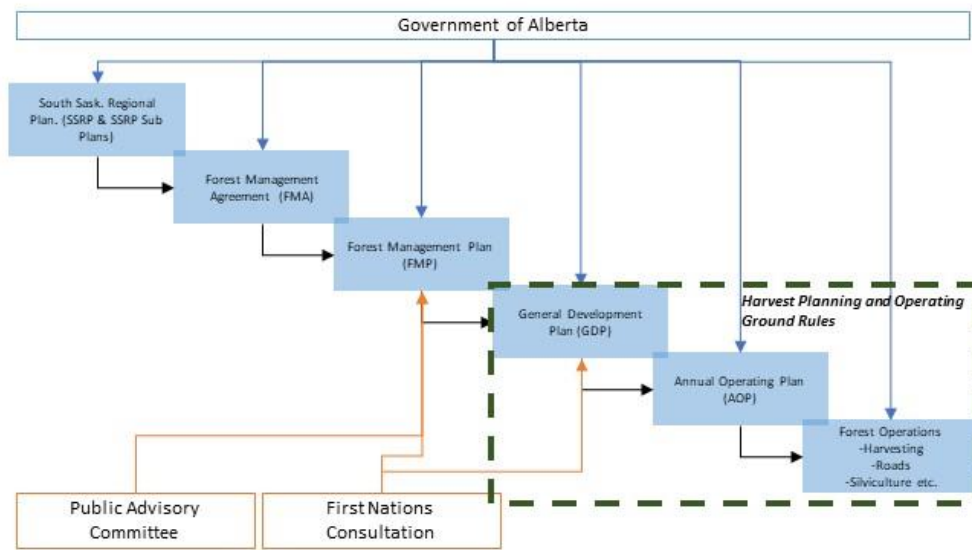 Government of Alberta
South Sask. Regional
Plan. (SSRP & SSRP Sub
Plans)
Forest Management
Agreement (FMA)
Forest Management Plan
(FMP)
Harvest Planning and Operating
Ground Rules
General Development
Plan (GDP)
Annual Operating Plan
(AOP)
Forest Operations
-Harvesting
-Roads
-Silviculture etc.
Public Advisory
Committee
First Nations
Consultation